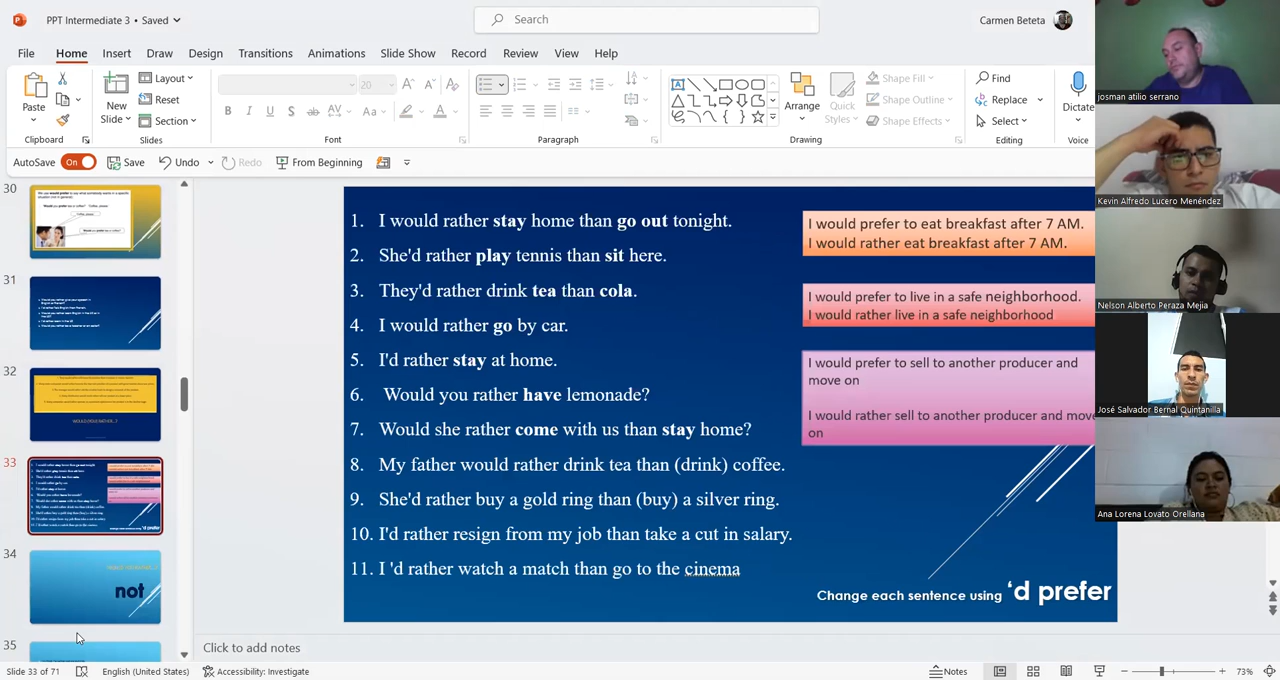 PPT Intermediate 3 • Saved
Search
Carmen Beteta
File Home Insert Draw Design Transitions Animations Slide Show Record Review View Help
Paste
New
Slide
Layout
Reset
Section
20
B I U S ab AV Aa A
Arrange
Quick
Styles
Shape Fill
Shape Outline
Shape Effects
Find
Replace
Select
Dictate
Clipboard
Slides
Font
Paragraph
Drawing
Editing
Voice
AutoSave On Save Undo Redo From Beginning
30
31
32
33
34
not
35
1. I would rather stay home than go out tonight.
2. She'd rather play tennis than sit here.
3. They'd rather drink tea than cola.
4. I would rather go by car.
5. I'd rather stay at home.
6. Would you rather have lemonade?
7. Would she rather come with us than stay home?
8. My father would rather drink tea than (drink) coffee.
9. She'd rather buy a gold ring than (buy) a silver ring.
10. I'd rather resign from my job than take a cut in salary.
11. I 'd rather watch a match than go to the cinema
I would prefer to eat breakfast after 7 AM.
I would rather eat breakfast after 7 AM.
I would prefer to live in a safe neighborhood.
I would rather live in a safe neighborhood
I would prefer to sell to another producer and
move on
I would rather sell to another producer and move
on
Change each sentence using 'd prefer
josman atilio serrano
Kevin Alfredo Lucero Menéndez
Nelson Alberto Peraza Mejia
José Salvador Bernal Quintanilla
Ana Lorena Lovato Orellana
Click to add notes
Slide 33 of 71 English (United States) Accessibility: Investigate Notes 73%